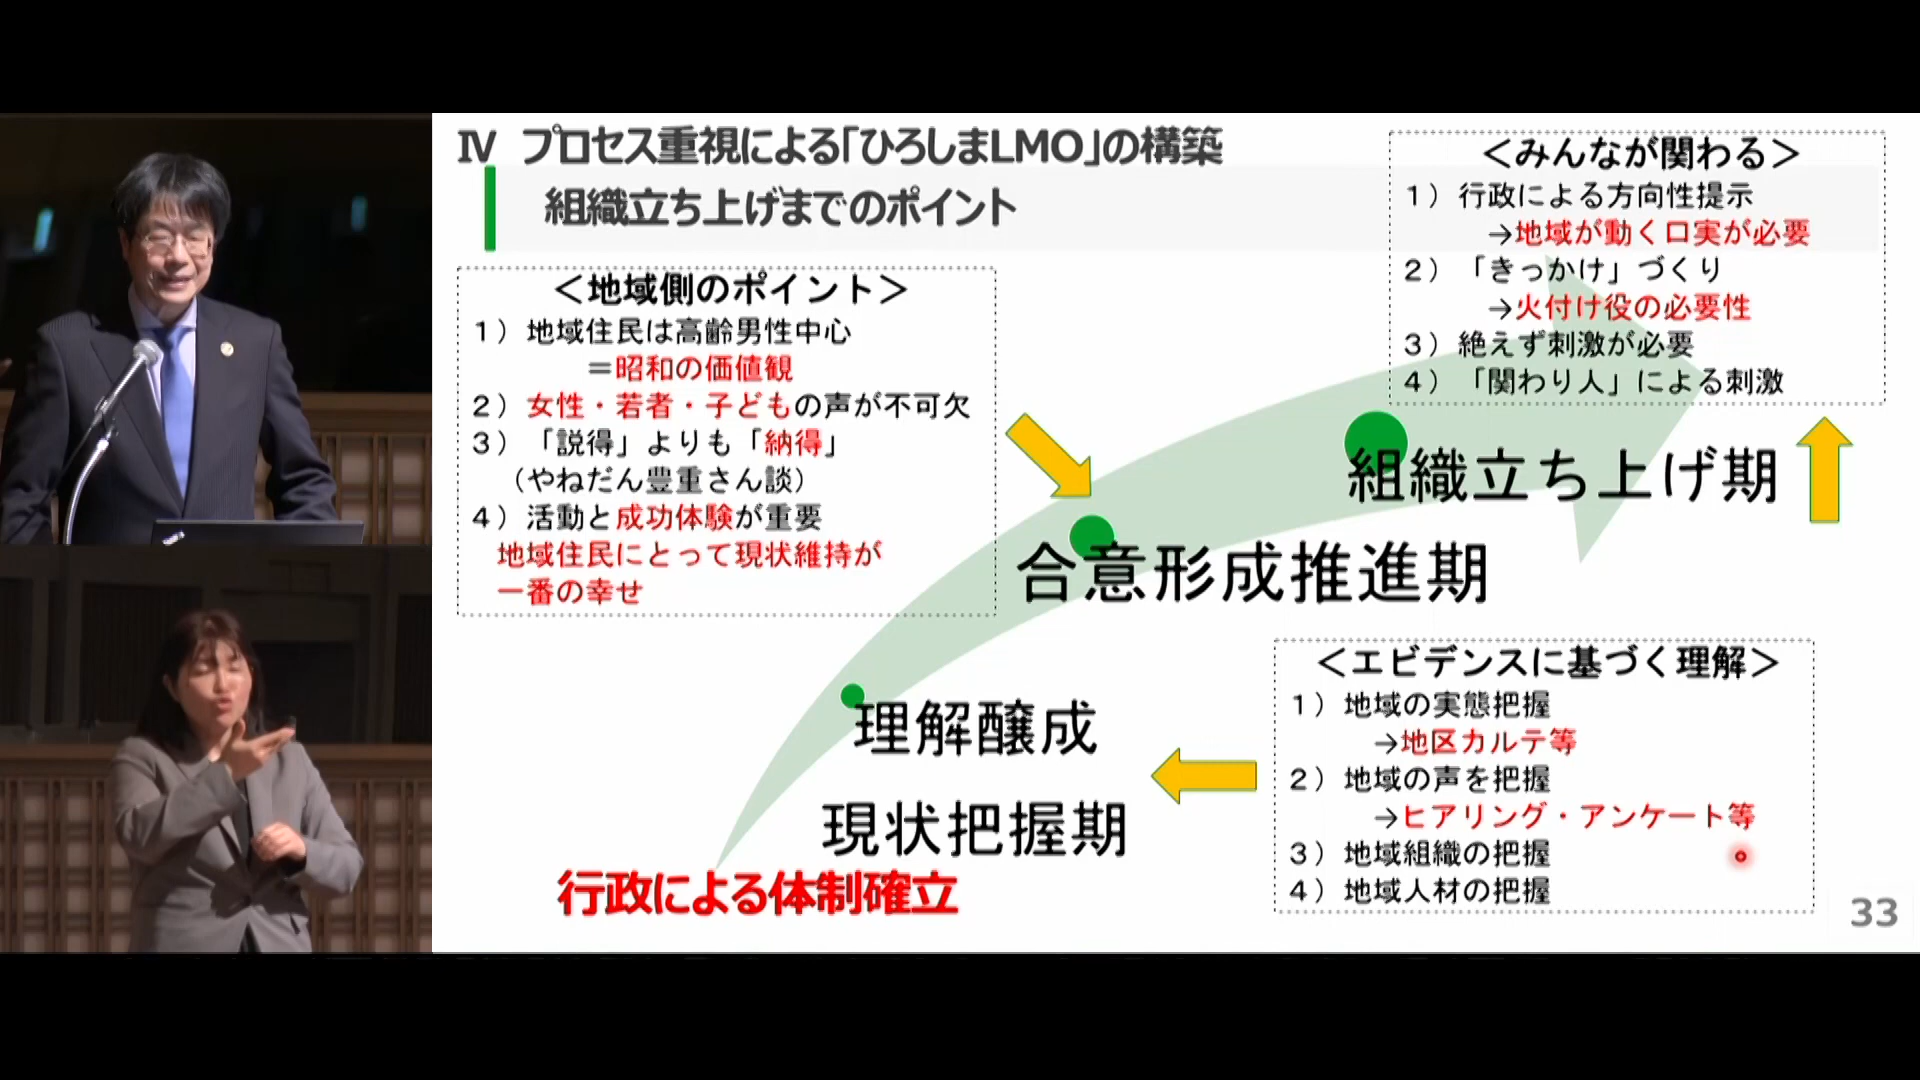 Ⅳ プロセス重視による「ひろしまLMO」の構築
組織立ち上げまでのポイント
＜地域側のポイント＞
１）地域住民は高齢男性中心
＝昭和の価値観
２）女性・若者・子どもの声が不可欠
３）「説得」よりも「納得」
（やねだん豊重さん談）
４）活動と成功体験が重要
地域住民にとって現状維持が
一番の幸せ
＜みんなが関わる＞
１）行政による方向性提示
→地域が動く口実が必要
２）「きっかけ」づくり
→火付け役の必要性
３）絶えず刺激が必要
４）「関わり人」による刺激
組織立ち上げ期
合意形成推進期
理解醸成
現状把握期
行政による体制確立
＜エビデンスに基づく理解＞
１）地域の実態把握
→地区カルテ等
２）地域の声を把握
→ヒアリング・アンケート等
３）地域組織の把握
４）地域人材の把握
33